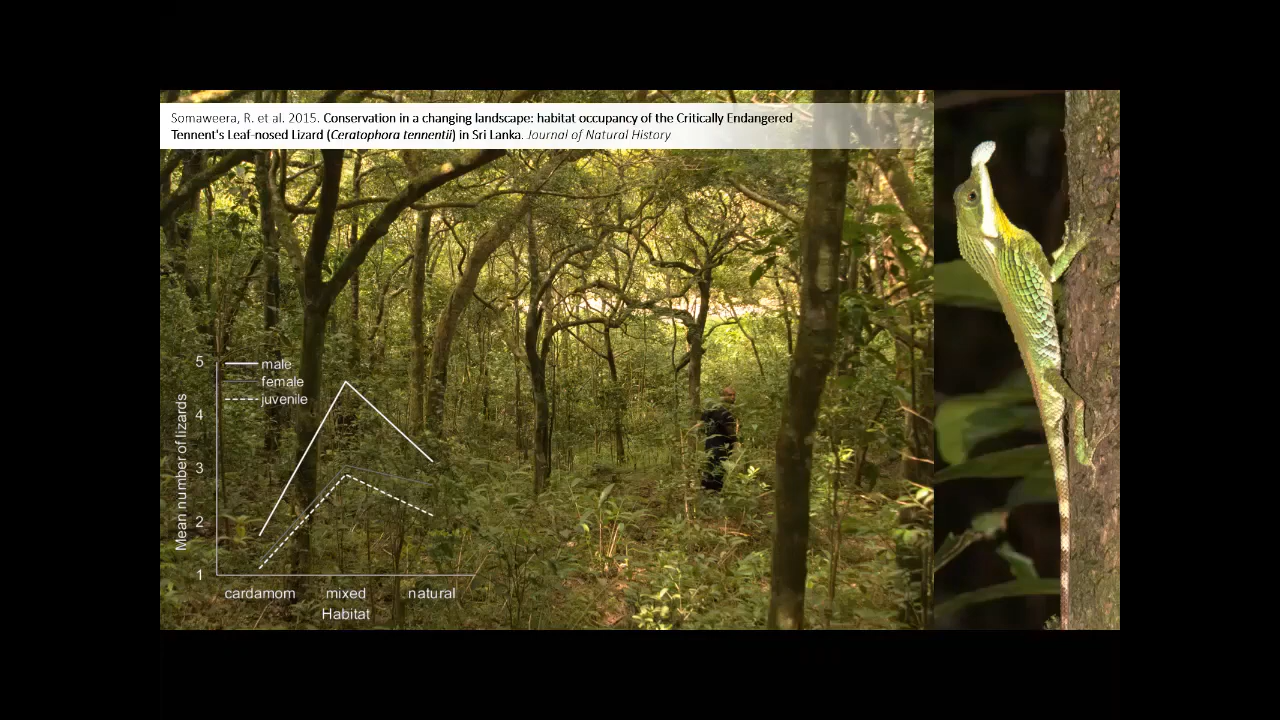 Somaweera, R. et al. 2015. Conservation in a changing landscape: habitat occupancy of the Critically Endangered
Tennent's Leaf-nosed Lizard (Ceratophora tennentii) in Sri Lanka. Journal of Natural History
5
4
3
2
1
Mean number of lizards
male
female
juvenile
cardamom mixed natural
Habitat